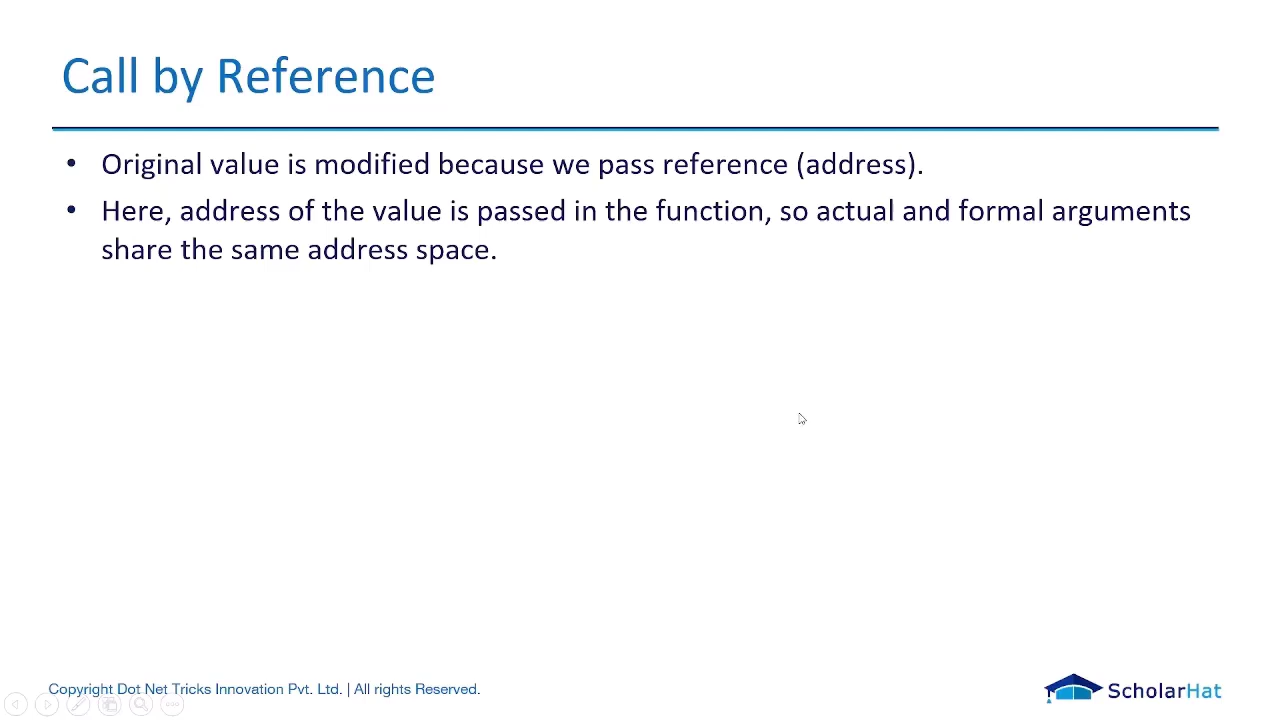 Call by Reference
• Original value is modified because we pass reference (address).
• Here, address of the value is passed in the function, so actual and formal arguments
share the same address space.
Copyright Dot Net Tricks Innovation Pvt. Ltd. | All rights Reserved.
ScholarHat